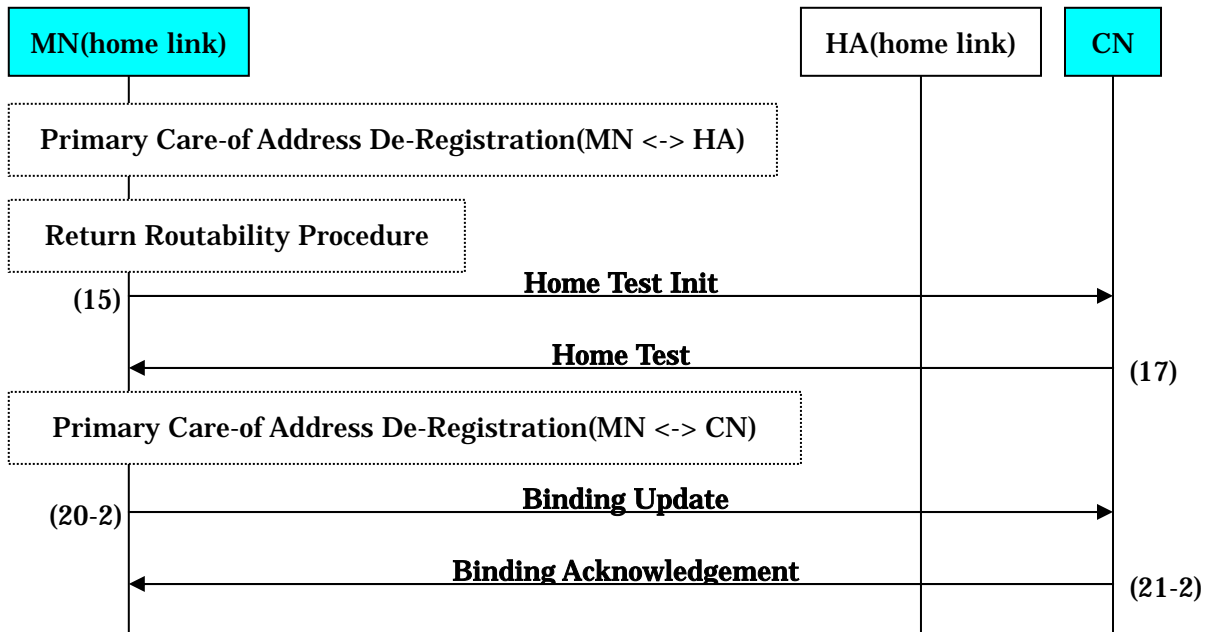 MN(home link)
HA(home link)
CN
Primary Care-of Address De-Registration(MN <-> HA)
Return Routability Procedure
Home Test Init
(15)
Home Test
(17)
Primary Care-of Address De-Registration(MN <-> CN)
Binding Update
(20-2)
Binding Acknowledgement
(21-2)